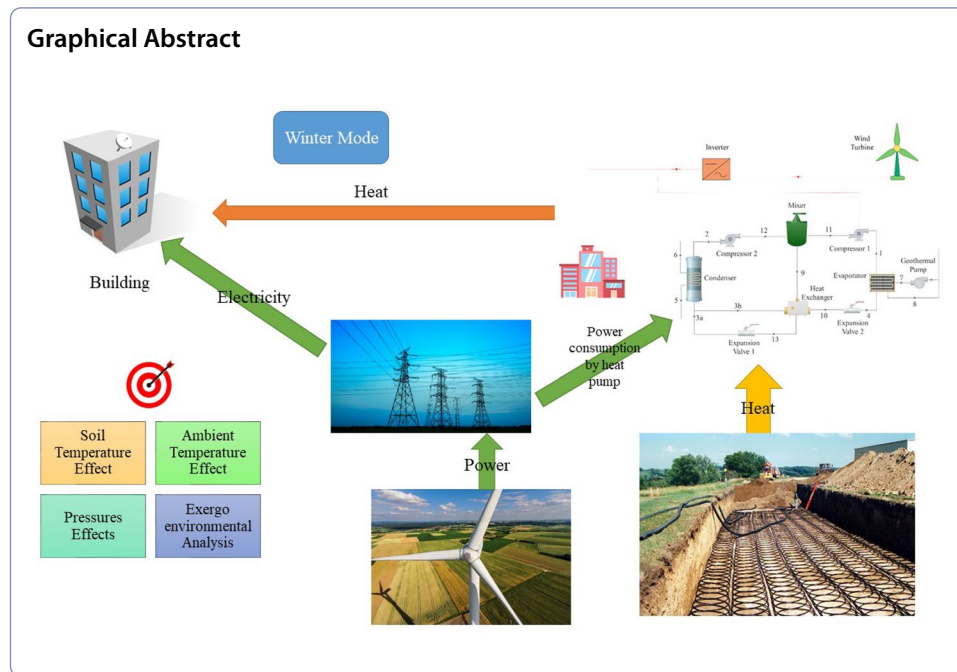 Graphical Abstract
Winter Mode
Heat
Building
Electricity
Soil
Temperature
Effect
Ambient
Temperature
Effect
Pressures
Effects
Exergo
environmental
Analysis
Power
Power
consumption
by heat
pump
Heat
Inverter
Wind
Turbine
Mixer
2
12
11
Compressor 2
Compressor 1
1
6
Condenser
Evaporator
Geothermal
Pump
7
8
9
Heat
Exchanger
5
3b
10
4
3a
Expansion
Valve 2
13
Expansion
Valve 1